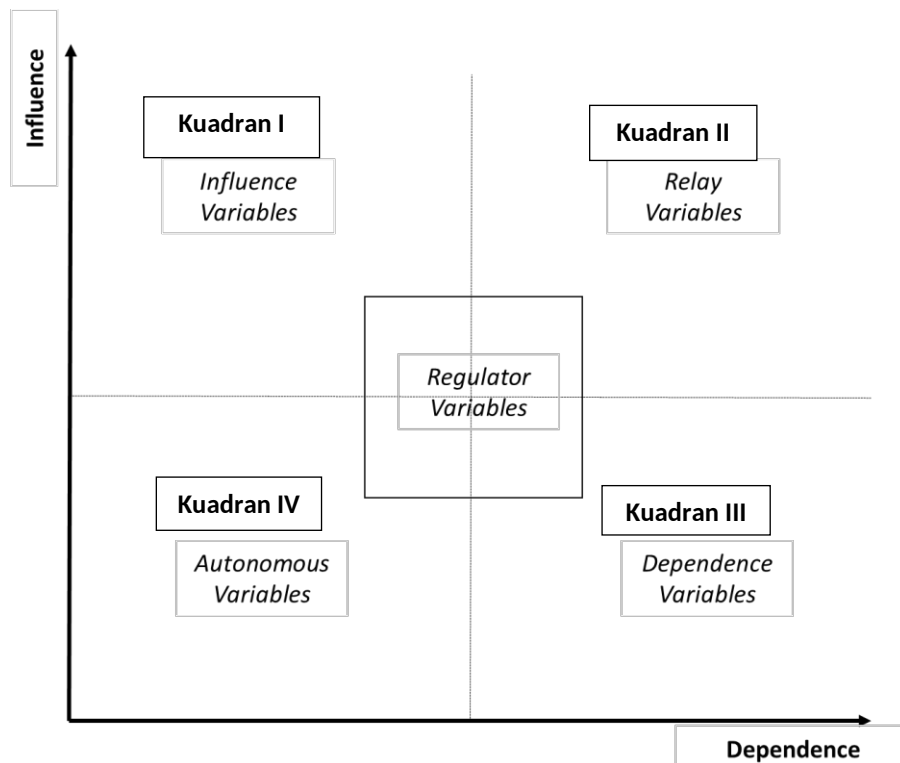 Influence
Kuadran I
Influence
Variables
Kuadran II
Relay
Variables
Regulator
Variables
Kuadran IV
Autonomous
Variables
Kuadran III
Dependence
Variables
Dependence